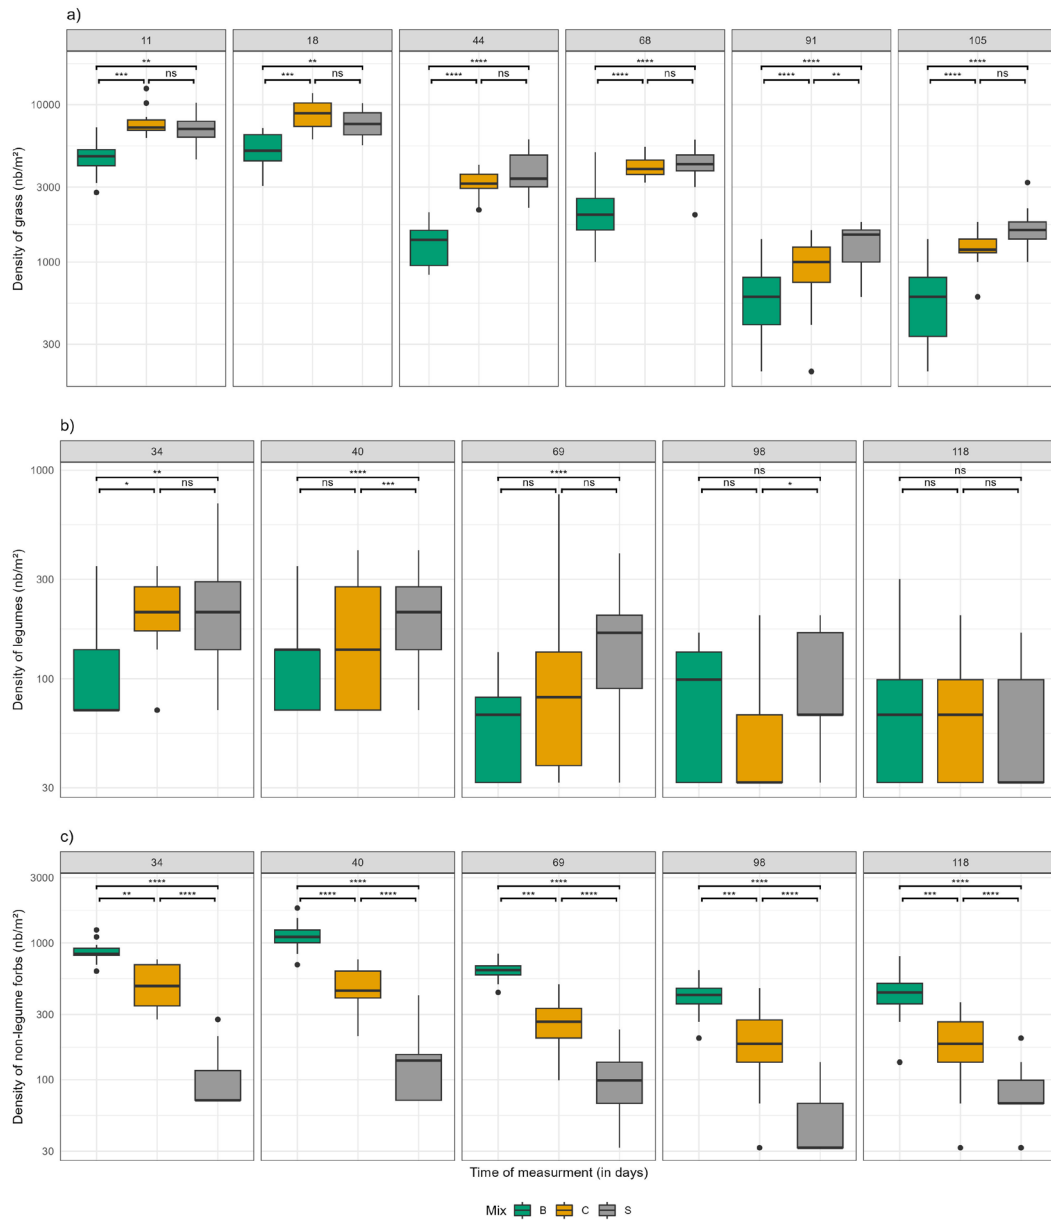 a)
11 18 44 68 91 105
** ** **** **** **** ****
*** ns *** ns **** ns **** ns **** ** **** ns
10000
3000
1000
300
Density of grass (nb/m²)
b)
34 40 69 98 118
** **** **** ns ns
* ns ns *** ns ns ns * ns ns
1000
300
100
30
Density of legumes (nb/m²)
c)
34 40 69 98 118
**** **** **** **** ****
** **** **** **** *** **** *** **** *** ****
3000
1000
300
100
30
Density of non-legume forbs (nb/m²)
Time of measurment (in days)
Mix B C S